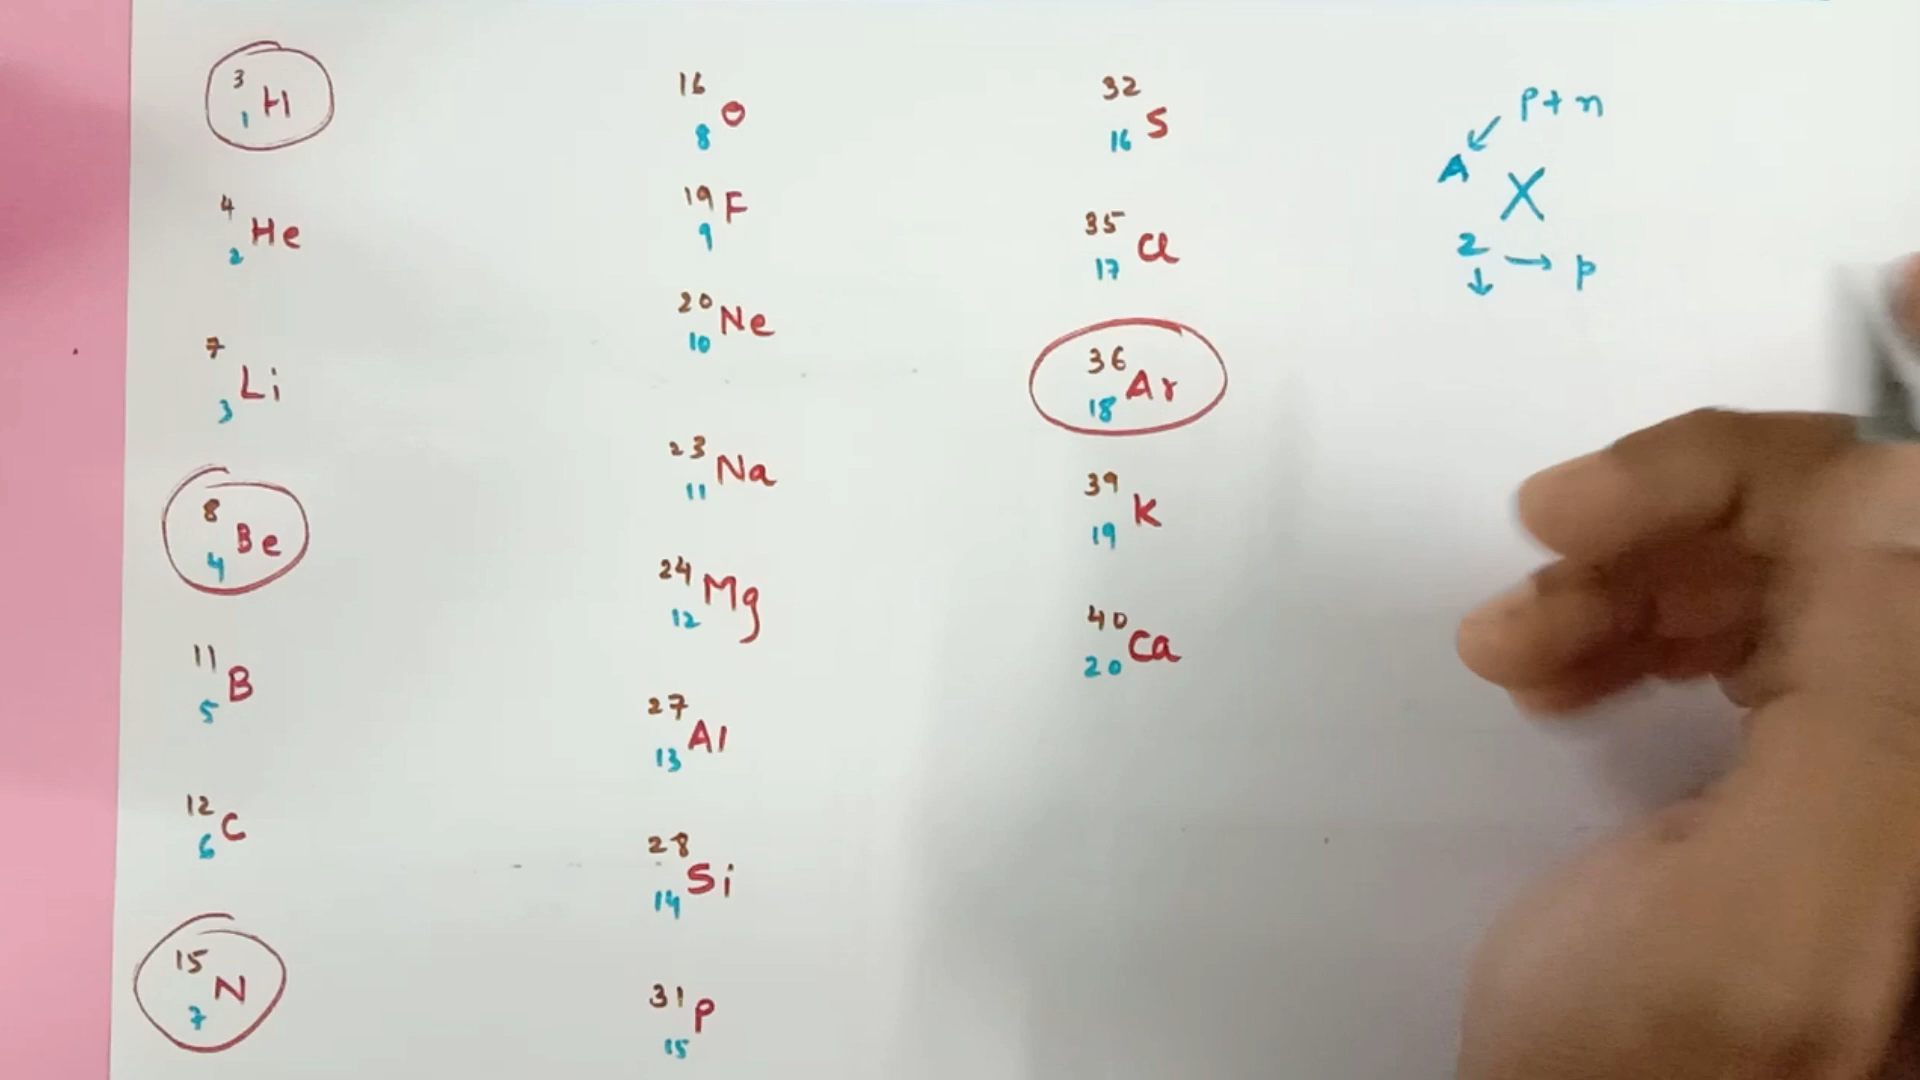 3
1 H
4
2 He
7
3 Li
8
4 Be
11
5 B
12
6 C
15
7 N
16
8 O
19
9 F
20
10 Ne
23
11 Na
24
12 Mg
27
13 Al
28
14 Si
31
15 P
32
16 S
35
17 Cl
36
18 Ar
39
19 K
40
20 Ca
p+n
↙
A
X
Z → p
↓